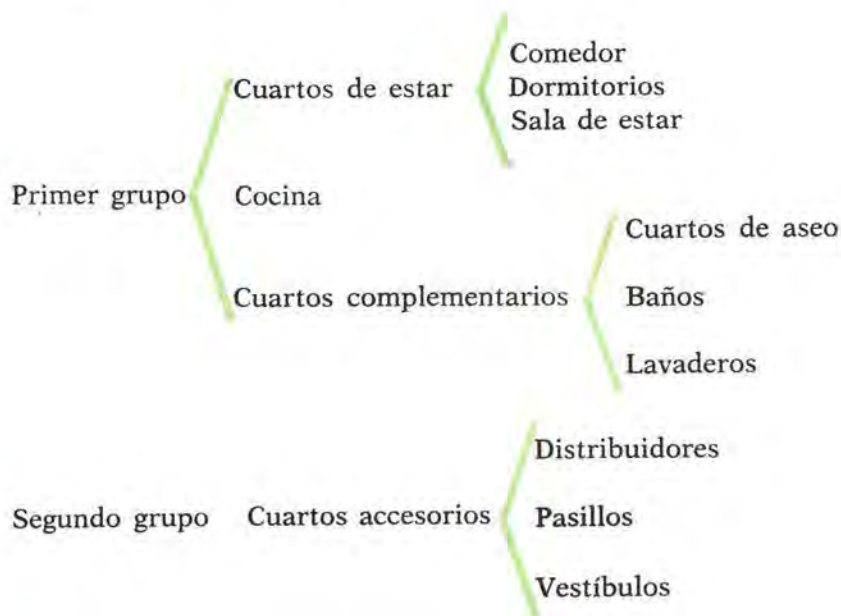 Comedor
Cuartos de estar Dormitorios
Sala de estar
Primer grupo Cocina
Cuartos de aseo
Cuartos complementarios Baños
Lavaderos
Distribuidores
Segundo grupo Cuartos accesorios Pasillos
Vestíbulos